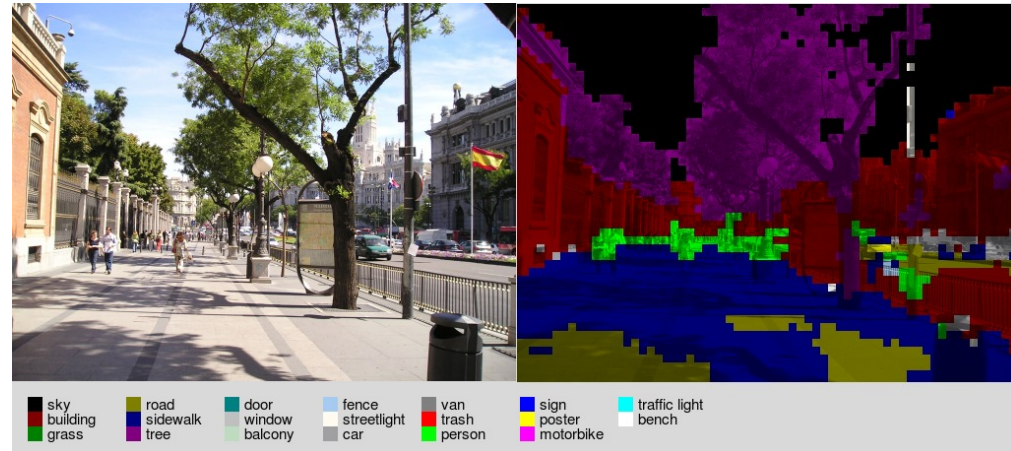 sky road door fence van sign traffic light
building sidewalk window streetlight trash poster bench
grass tree balcony car person motorbike